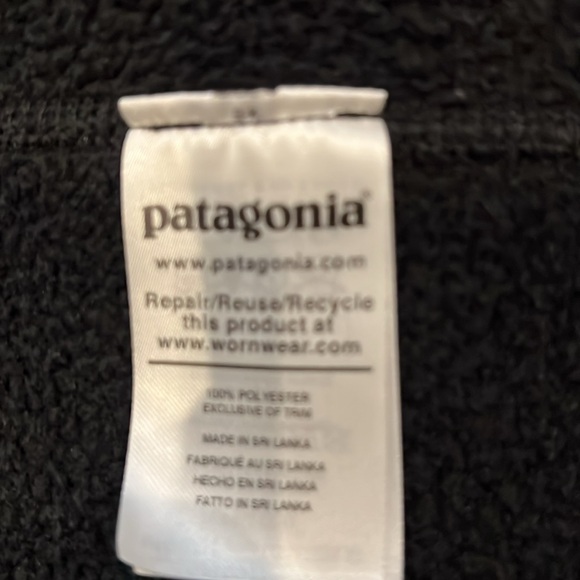 patagonia®
www.patagonia.com
Repair/Reuse/Recycle
this product at
www.wornwear.com
100% POLYESTER
EXCLUSIVE OF TRIM
MADE IN SRI LANKA
FABRIQUÉ AU SRI LANKA
HECHO EN SRI LANKA
FATTO IN SRI LANKA